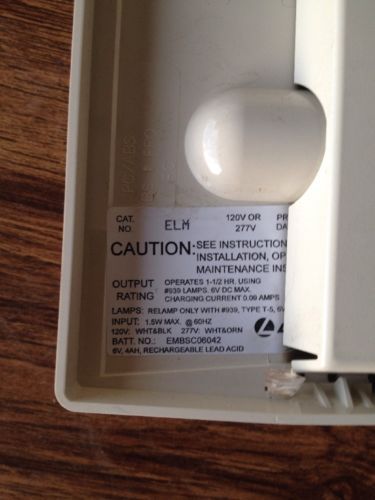 PC/ABS
CAT. NO. ELM 120V OR 277V
CAUTION: SEE INSTRUCTION
INSTALLATION, OP
MAINTENANCE INS
OUTPUT RATING OPERATES 1-1/2 HR. USING
#939 LAMPS. 6V DC MAX.
CHARGING CURRENT 0.09 AMPS
LAMPS: RELAMP ONLY WITH #939, TYPE T-5, 6V
INPUT: 1.5W MAX. @ 60HZ
120V: WHT&BLK 277V: WHT&ORN
BATT. NO.: EMBSC06042
6V, 4AH, RECHARGEABLE LEAD ACID